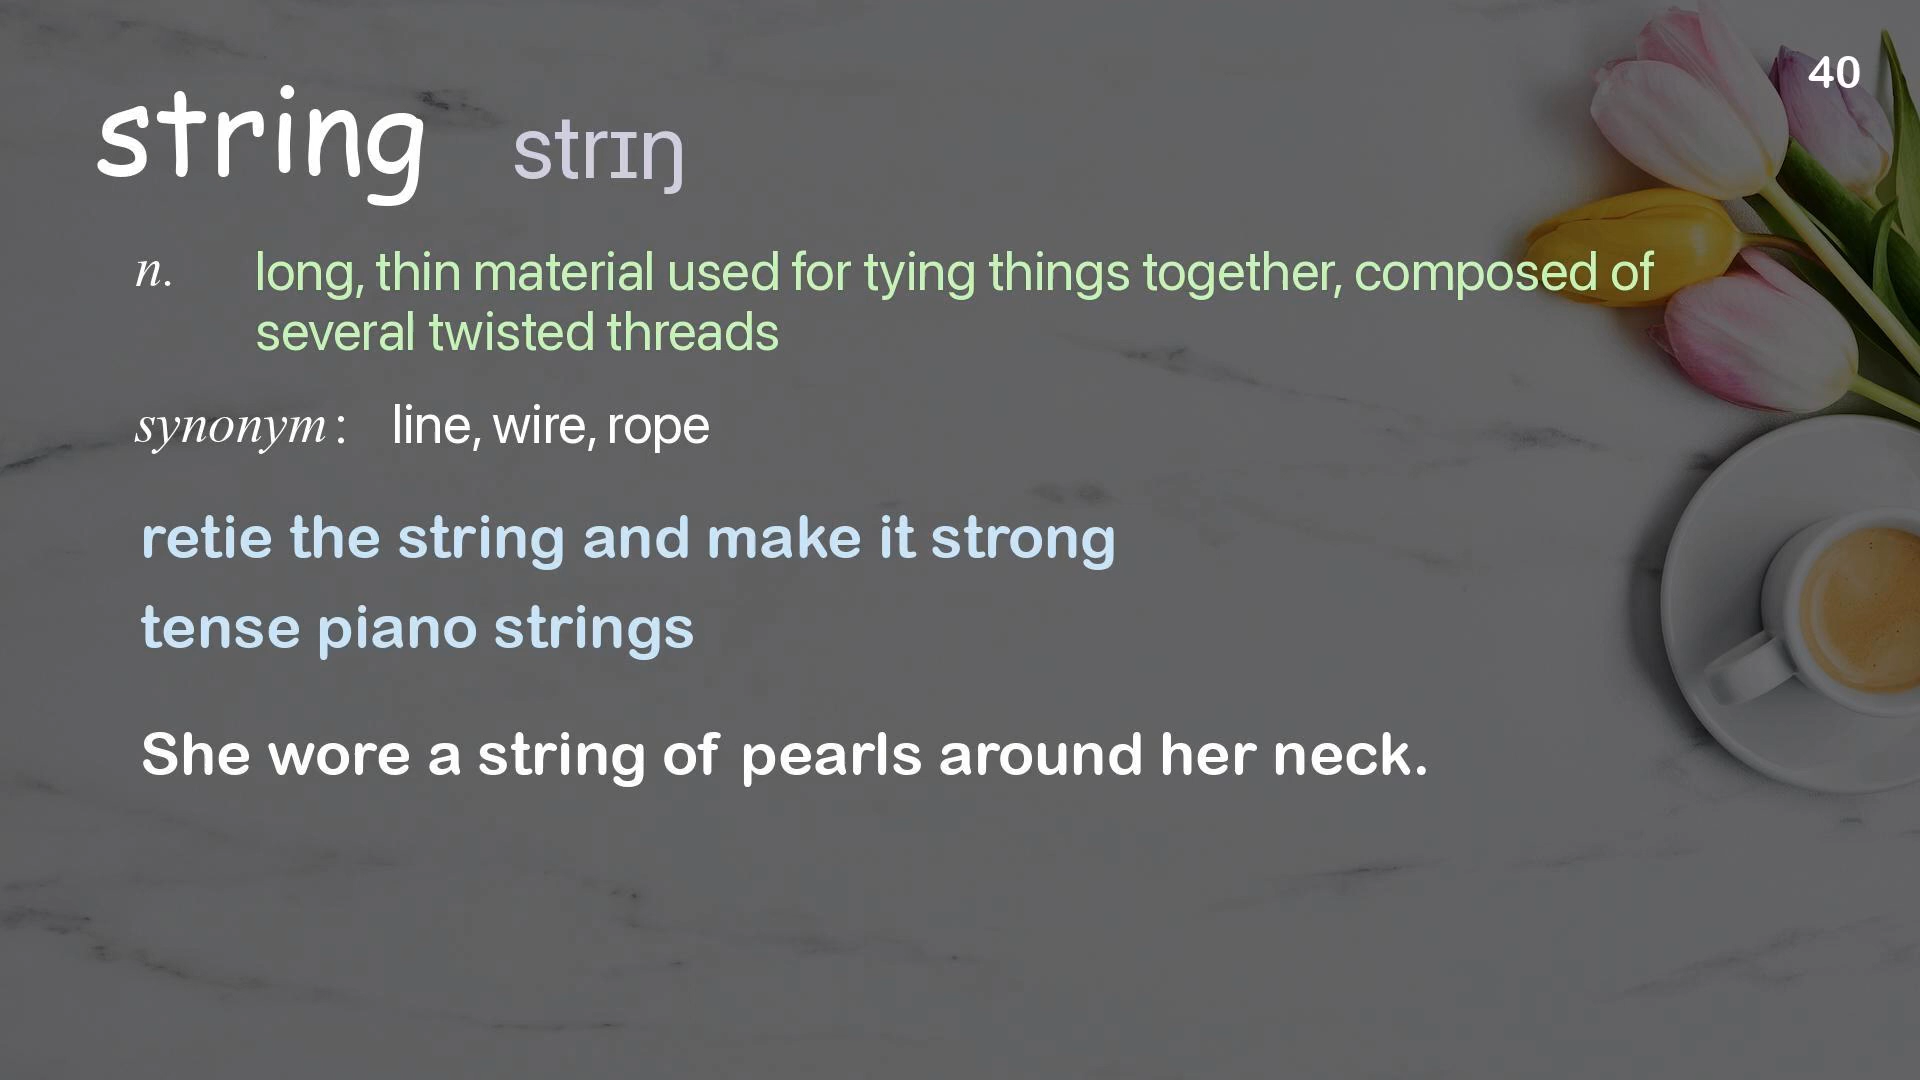 40
string strɪŋ
n. long, thin material used for tying things together, composed of
several twisted threads
synonym : line, wire, rope
retie the string and make it strong
tense piano strings
She wore a string of pearls around her neck.